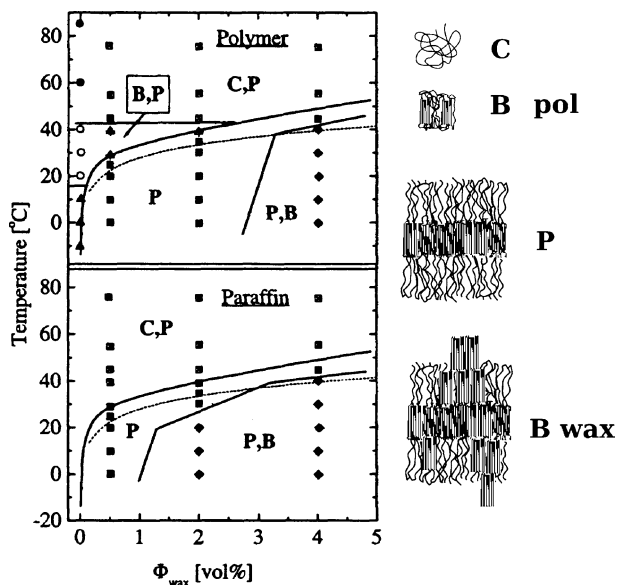 Polymer
C,P
B,P
P
P,B
80
60
40
20
0
Temperature [°C]
Paraffin
C,P
P
P,B
80
60
40
20
0
-20
0 1 2 3 4 5
Φwax [vol%]
C
B pol
P
B wax